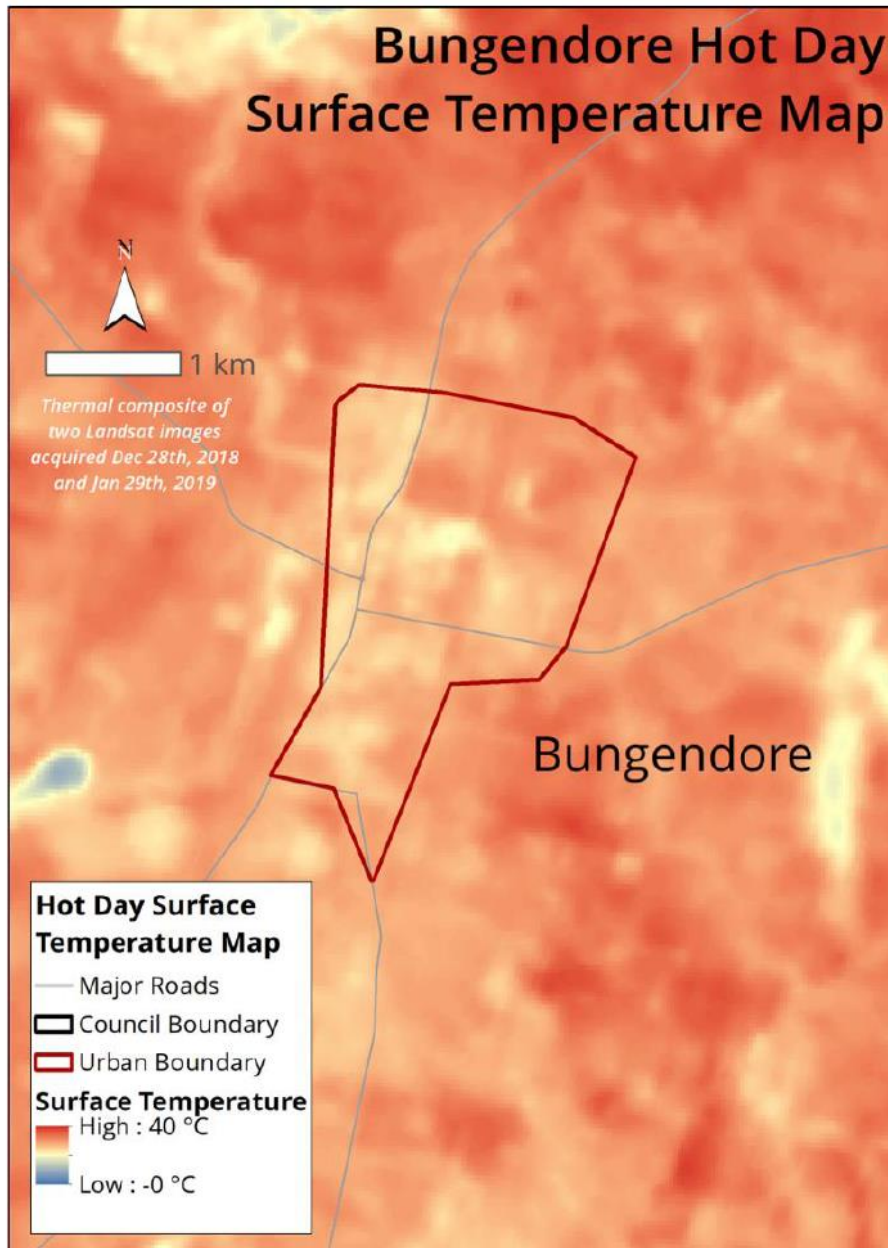 Bungendore Hot Day
Surface Temperature Map
N
1 km
Thermal composite of
two Landsat images
acquired Dec 28th, 2018
and Jan 29th, 2019
Bungendore
Hot Day Surface
Temperature Map
Major Roads
Council Boundary
Urban Boundary
Surface Temperature
High : 40 °C
Low : -0 °C